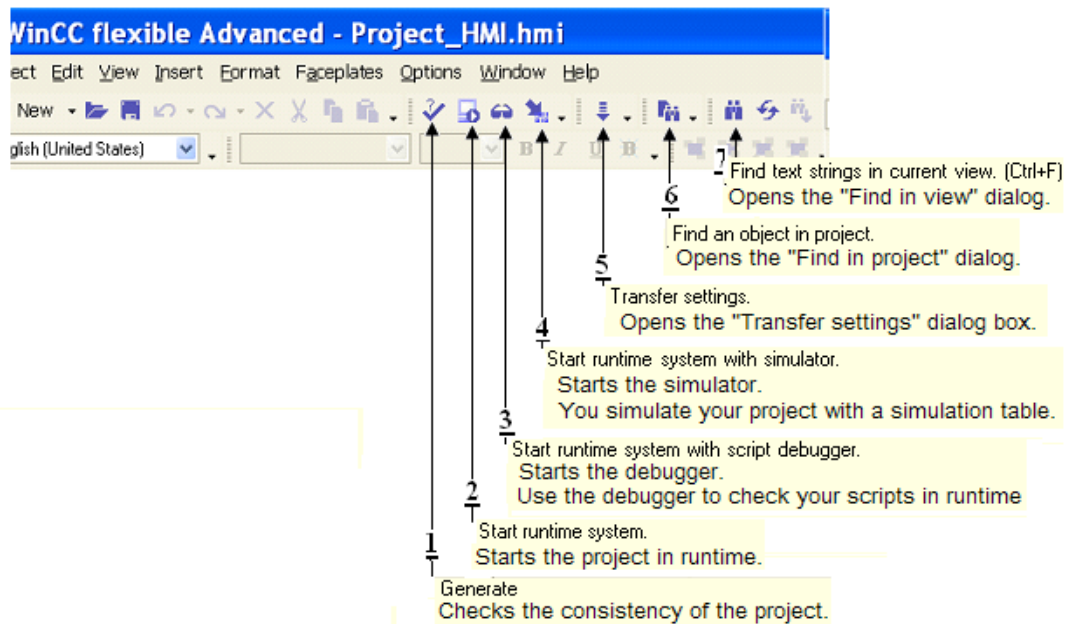 WinCC flexible Advanced - Project_HMI.hmi
ect Edit View Insert Format Faceplates Options Window Help
New
glish (United States) B I U B
7 Find text strings in current view. (Ctrl+F)
Opens the "Find in view" dialog.
6
Find an object in project.
Opens the "Find in project" dialog.
5
Transfer settings.
Opens the "Transfer settings" dialog box.
4
Start runtime system with simulator.
Starts the simulator.
You simulate your project with a simulation table.
3
Start runtime system with script debugger.
Starts the debugger.
Use the debugger to check your scripts in runtime
2
Start runtime system.
Starts the project in runtime.
1
Generate
Checks the consistency of the project.